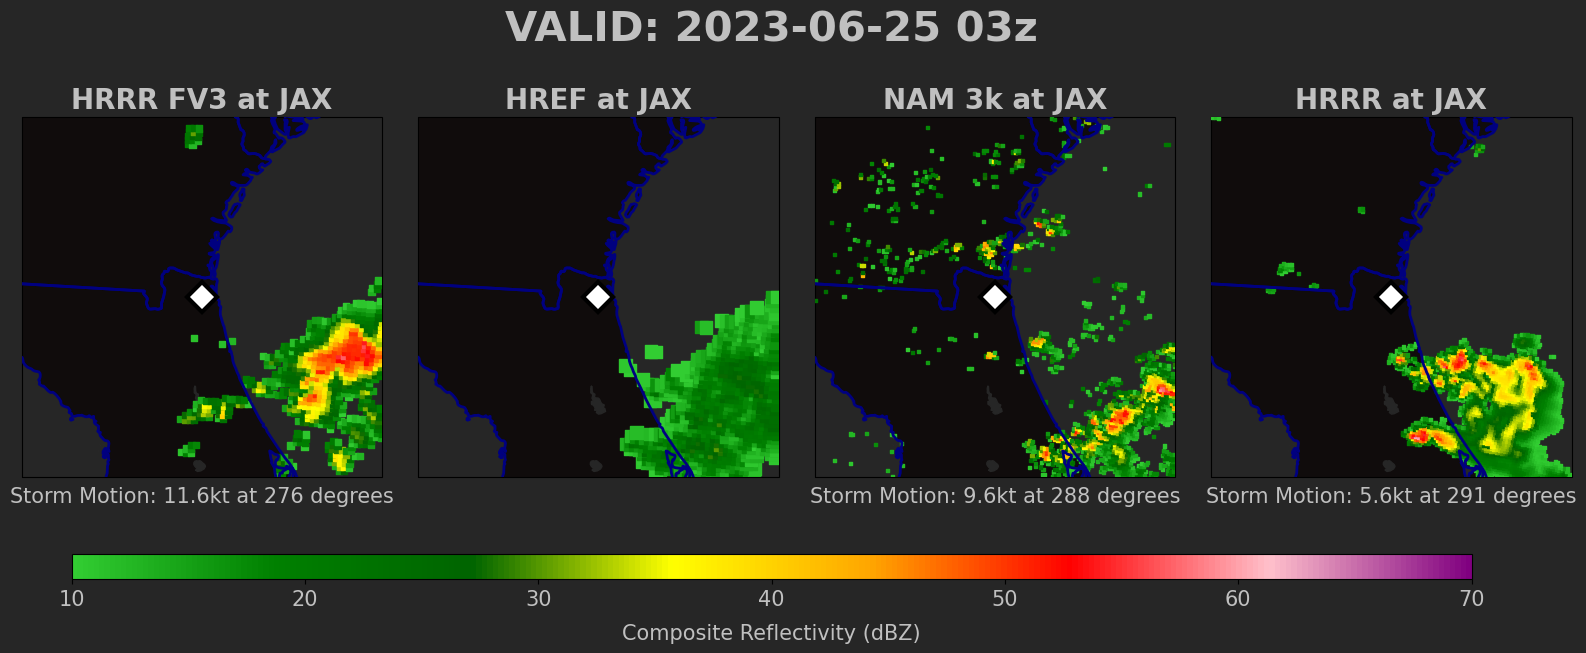 VALID: 2023-06-25 03z
HRRR FV3 at JAX
HREF at JAX
NAM 3k at JAX
HRRR at JAX
Storm Motion: 11.6kt at 276 degrees
Storm Motion: 9.6kt at 288 degrees
Storm Motion: 5.6kt at 291 degrees
10 20 30 40 50 60 70
Composite Reflectivity (dBZ)